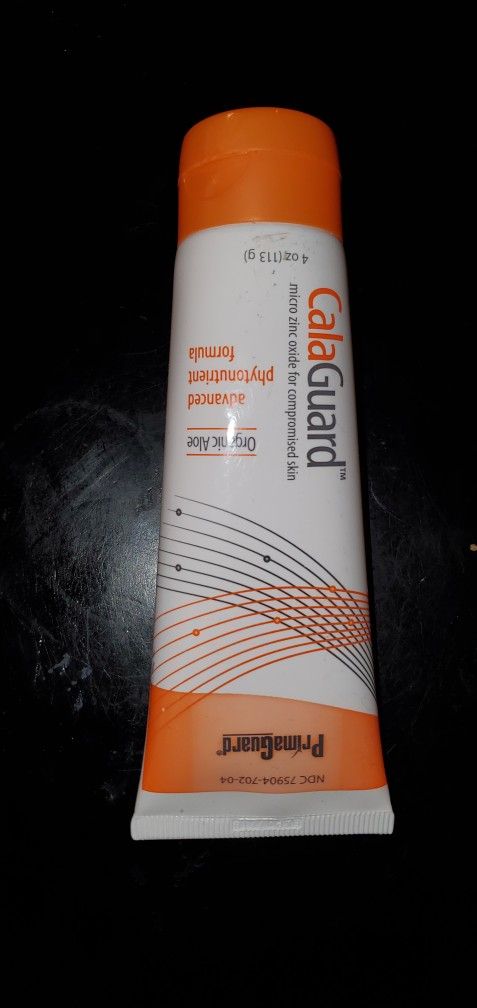 CalaGuard™
micro zinc oxide for compromised skin
4 oz (113 g)
advanced
phytonutrient
formula
Organic Aloe
PrimaGuard®
NDC 75904-702-04